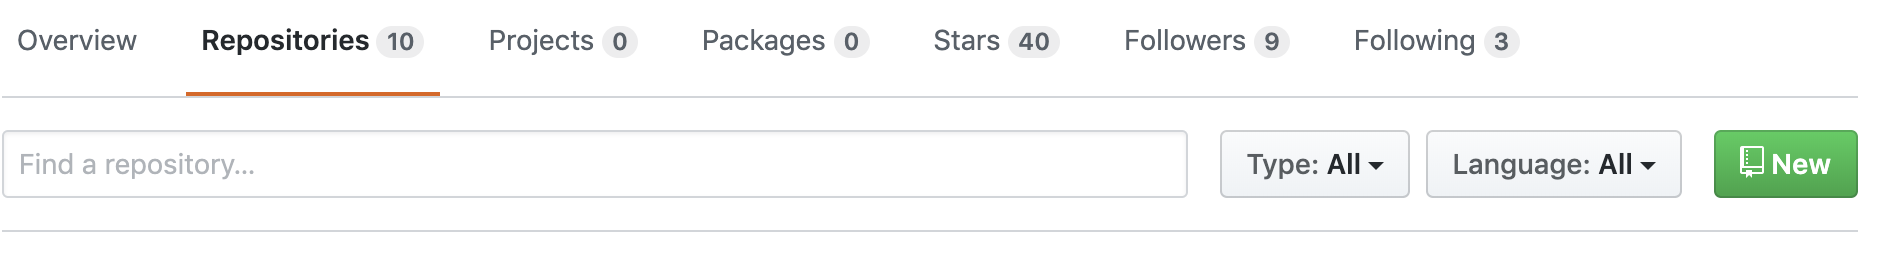 Overview Repositories 10 Projects 0 Packages 0 Stars 40 Followers 9 Following 3
Find a repository... Type: All Language: All New